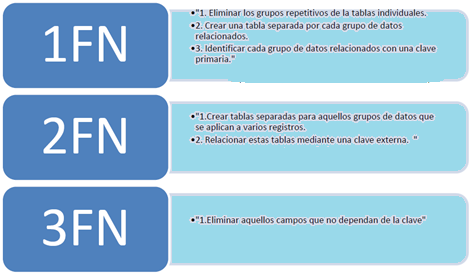 1FN
•"1. Eliminar los grupos repetitivos de la tablas individuales.
•2. Crear una tabla separada por cada grupo de datos
relacionados.
•3. Identificar cada grupo de datos relacionados con una clave
primaria."
2FN
•"1.Crear tablas separadas para aquellos grupos de datos que
se aplican a varios registros.
•2. Relacionar estas tablas mediante una clave externa. "
3FN
•"1.Eliminar aquellos campos que no dependan de la clave"